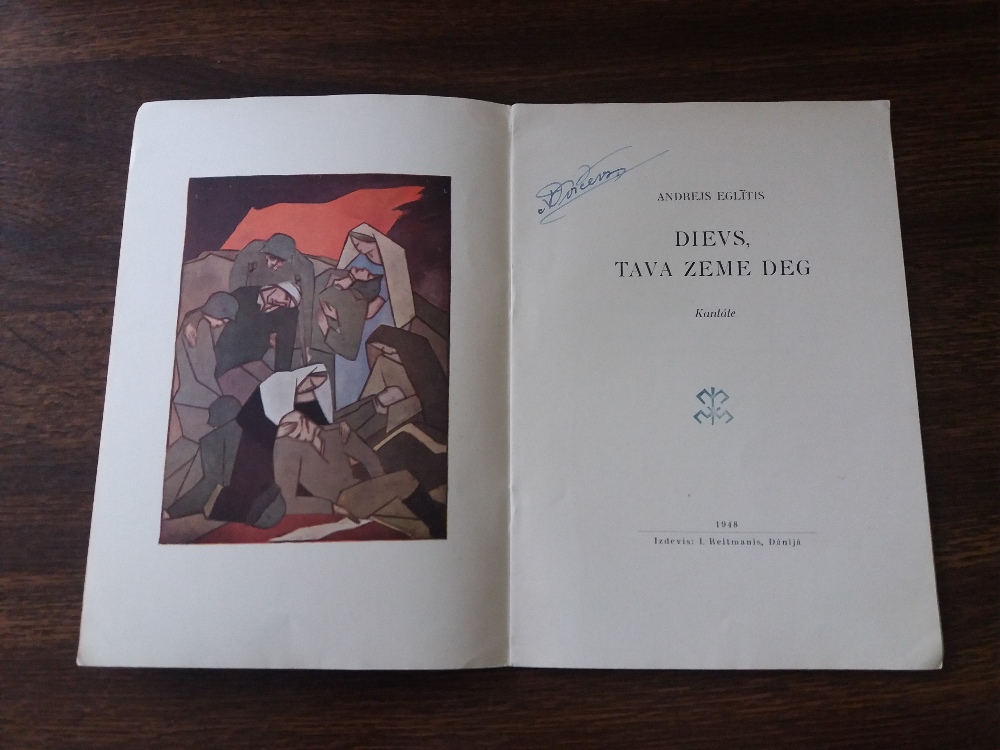 ANDREJS EGLĪTIS
DIEVS,
TAVA ZEME DEG
Kantāte
1948
Izdevis: I. Reitmanis, Dānijā